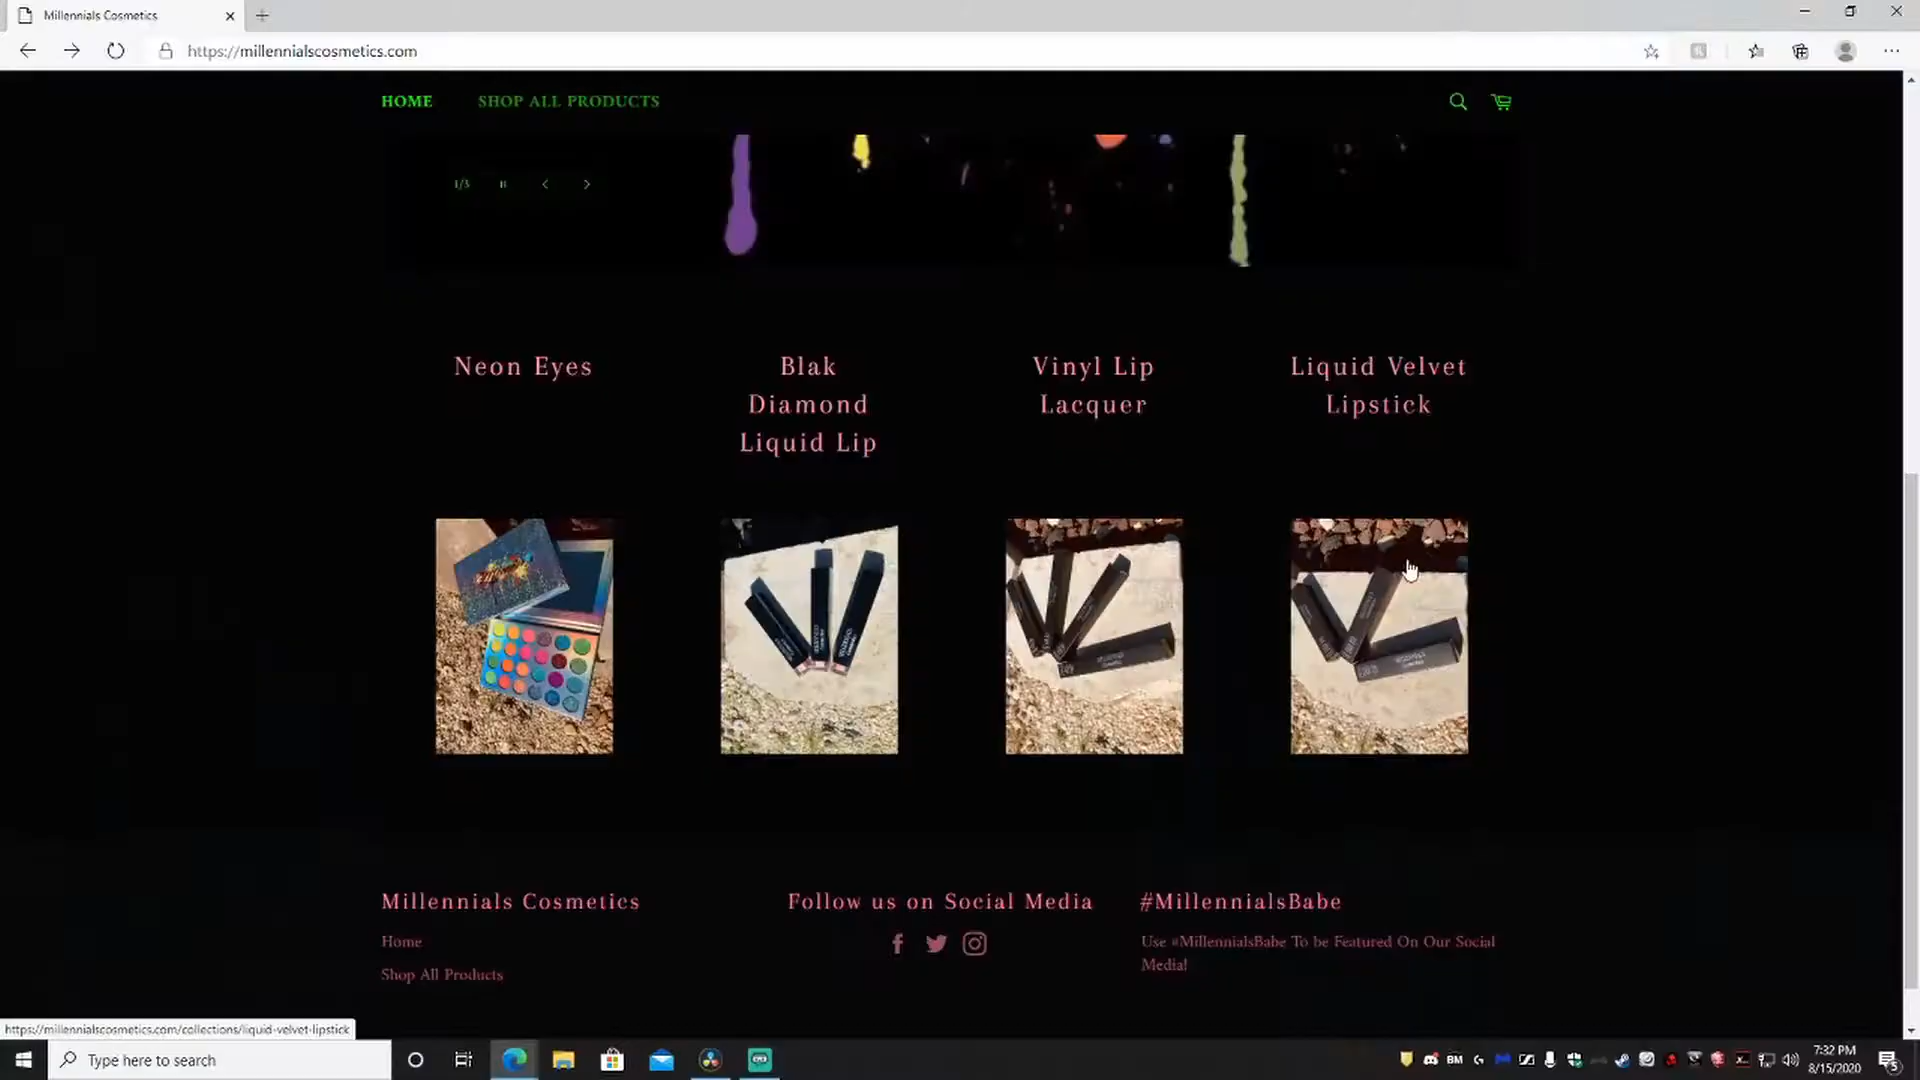 Millennials Cosmetics
https://millennialscosmetics.com
HOME
SHOP ALL PRODUCTS
1/3
Neon Eyes
Blak
Diamond
Liquid Lip
Vinyl Lip
Lacquer
Liquid Velvet
Lipstick
Millennials Cosmetics
Home
Shop All Products
Follow us on Social Media
#MillennialsBabe
Use #MillennialsBabe To be Featured On Our Social
Media!
https://millennialscosmetics.com/collections/liquid-velvet-lipstick
Type here to search
BM
7:32 PM
8/15/2020
5